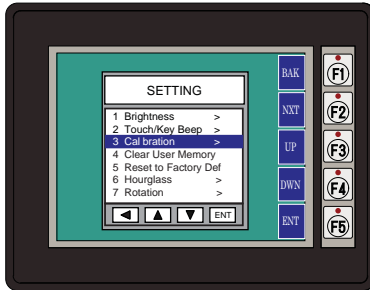 SETTING
1 Brightness >
2 Touch/Key Beep >
3 Cal bration >
4 Clear User Memory
5 Reset to Factory Def
6 Hourglass >
7 Rotation >
ENT
BAK
NXT
UP
DWN
ENT
F1
F2
F3
F4
F5